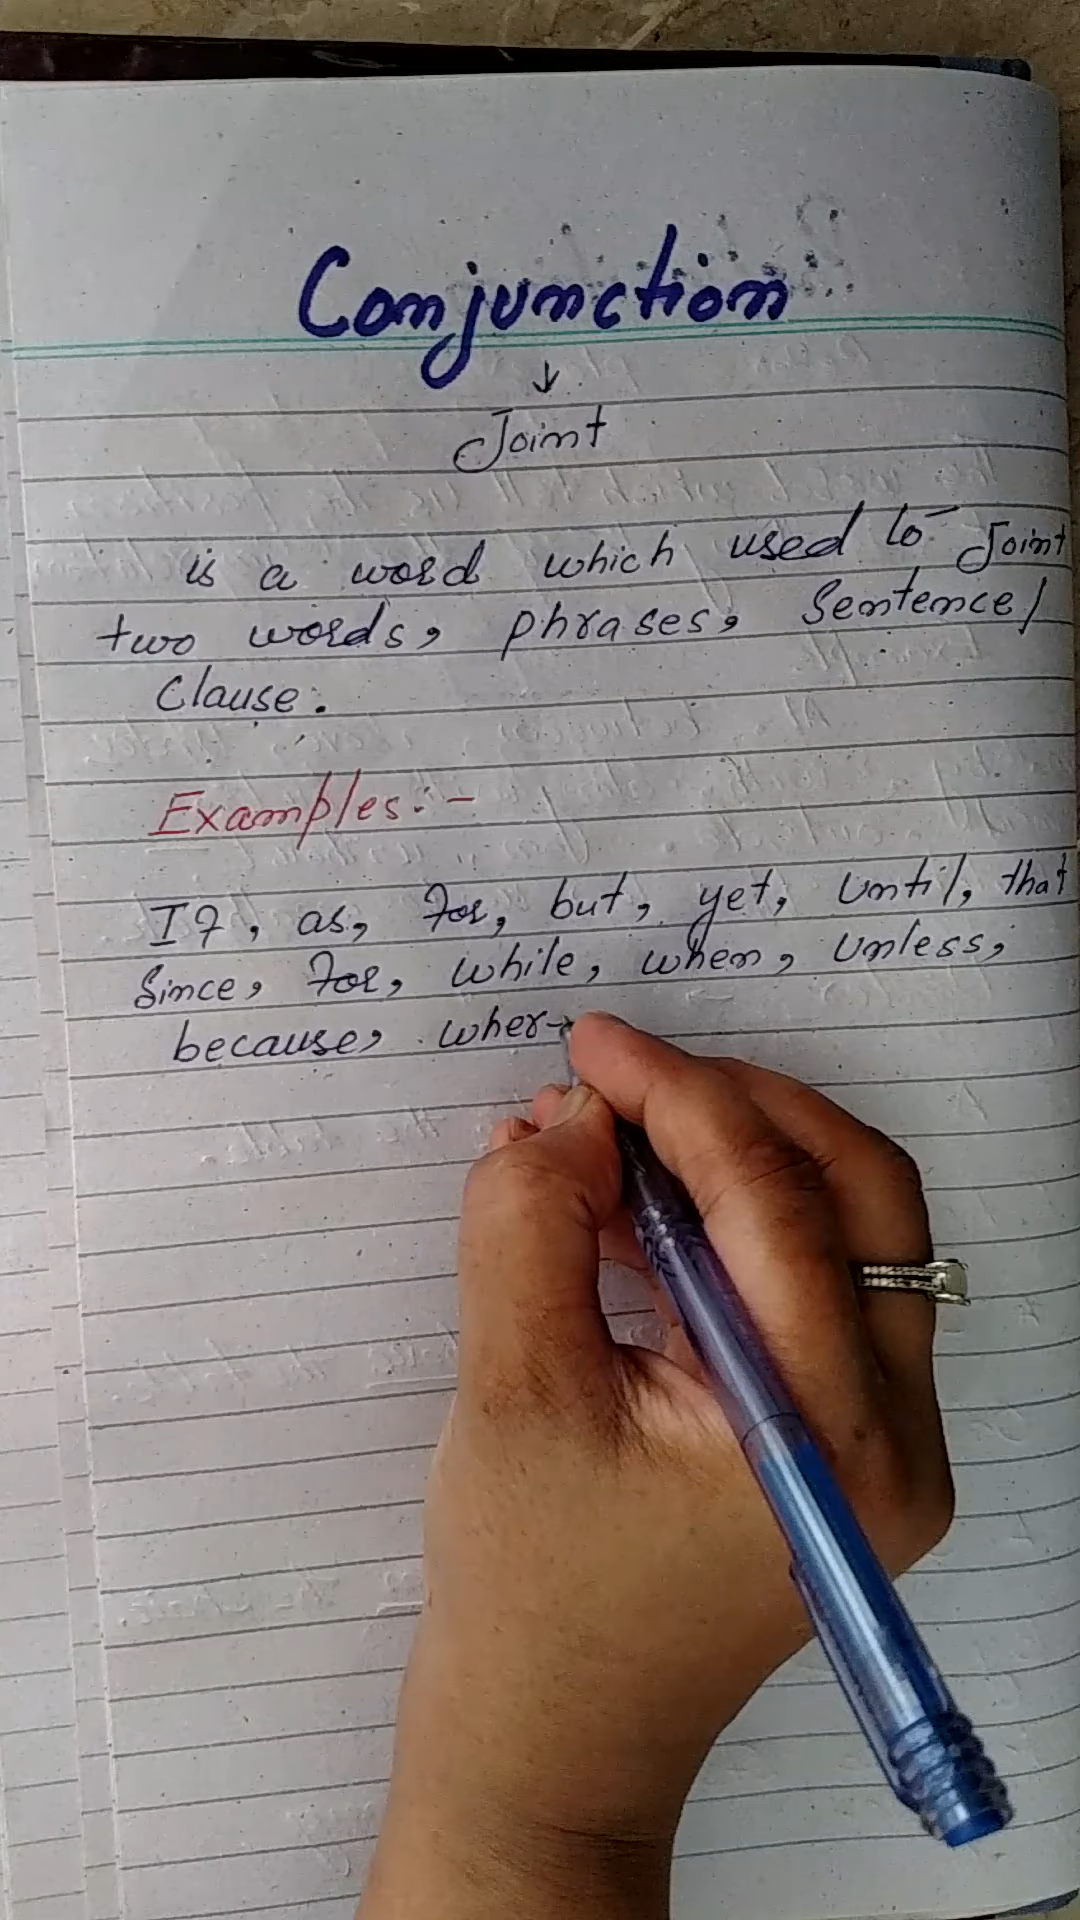 Conjunction
↓
Joint
is a word which used to Joint
two words, phrases, Sentence/
Clause.
Examples:-
If, as, for, but, yet, Until, that
Since, for, while, when, Unless,
because, wher